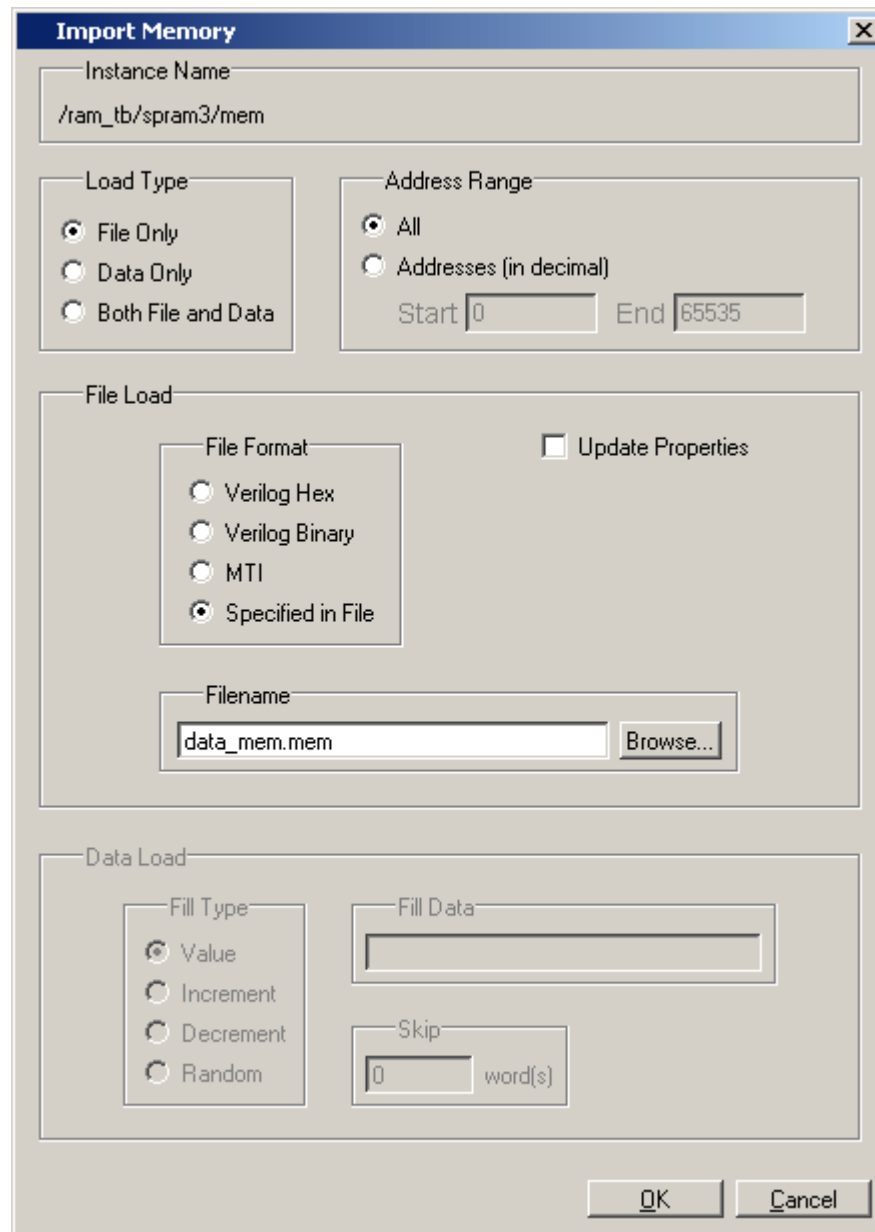 Import Memory
Instance Name
/ram_tb/spram3/mem
Load Type
File Only
Data Only
Both File and Data
Address Range
All
Addresses (in decimal)
Start 0 End 65535
File Load
File Format
Verilog Hex
Verilog Binary
MTI
Specified in File
Update Properties
Filename
data_mem.mem Browse...
Data Load
Fill Type
Value
Increment
Decrement
Random
Fill Data
Skip
0 word(s)
OK Cancel